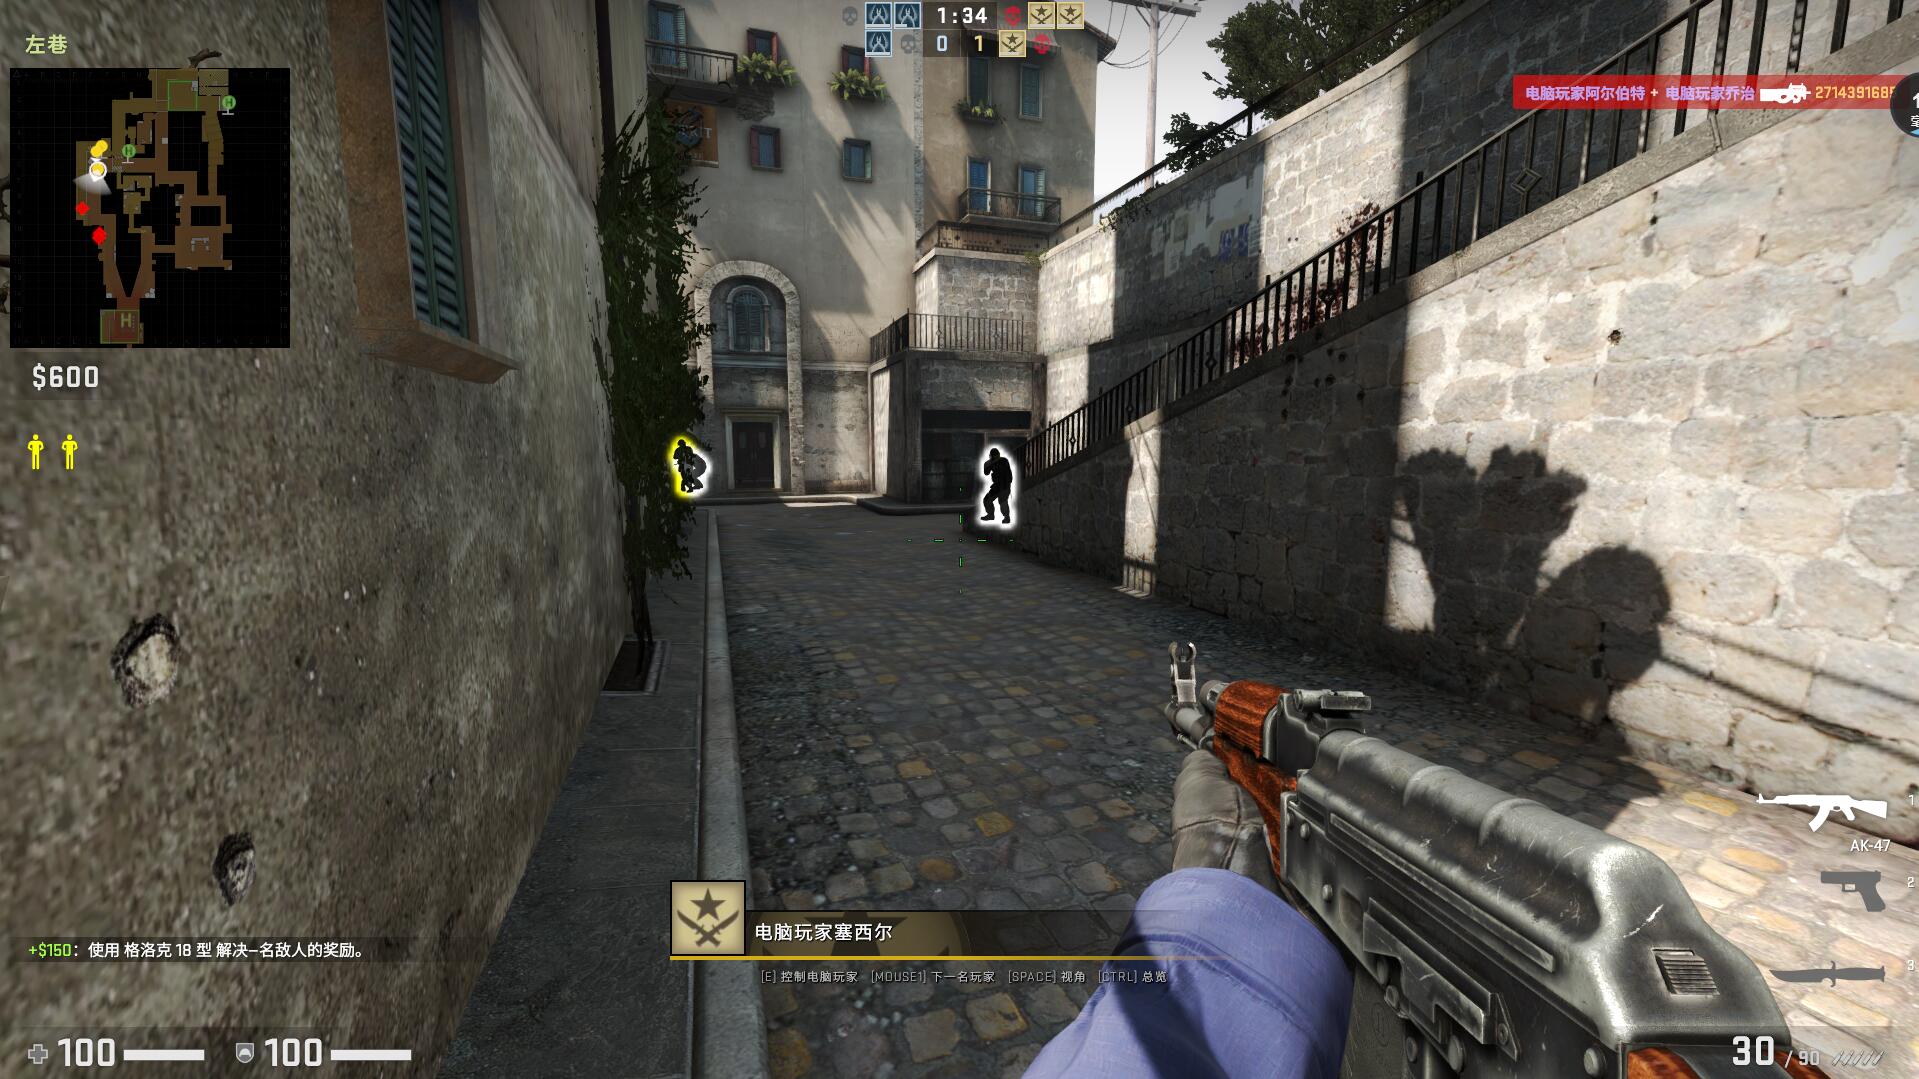 左巷
1:34
0 1
电脑玩家阿尔伯特 + 电脑玩家乔治
H
H
H
$600
1
AK-47
2
3
电脑玩家塞西尔
[E] 控制电脑玩家 [MOUSE1] 下一名玩家 [SPACE] 视角 [CTRL] 总览
+$150：使用 格洛克 18 型 解决一名敌人的奖励。
100 100
30 / 90